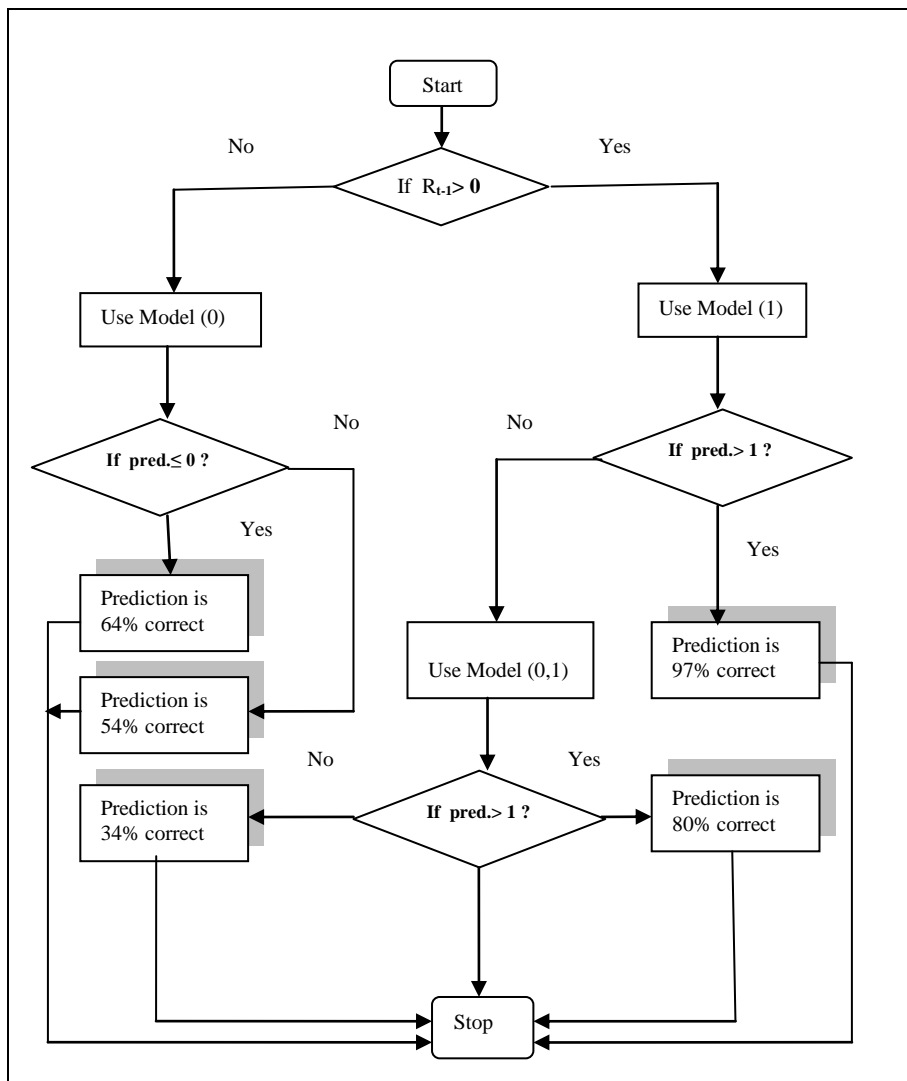 Start
No
Yes
If Rt-1> 0
Use Model (0)
Use Model (1)
No
No
If pred.≤ 0 ?
If pred.> 1 ?
Yes
Yes
Prediction is
64% correct
Use Model (0,1)
Prediction is
97% correct
Prediction is
54% correct
No
Yes
Prediction is
34% correct
If pred.> 1 ?
Prediction is
80% correct
Stop